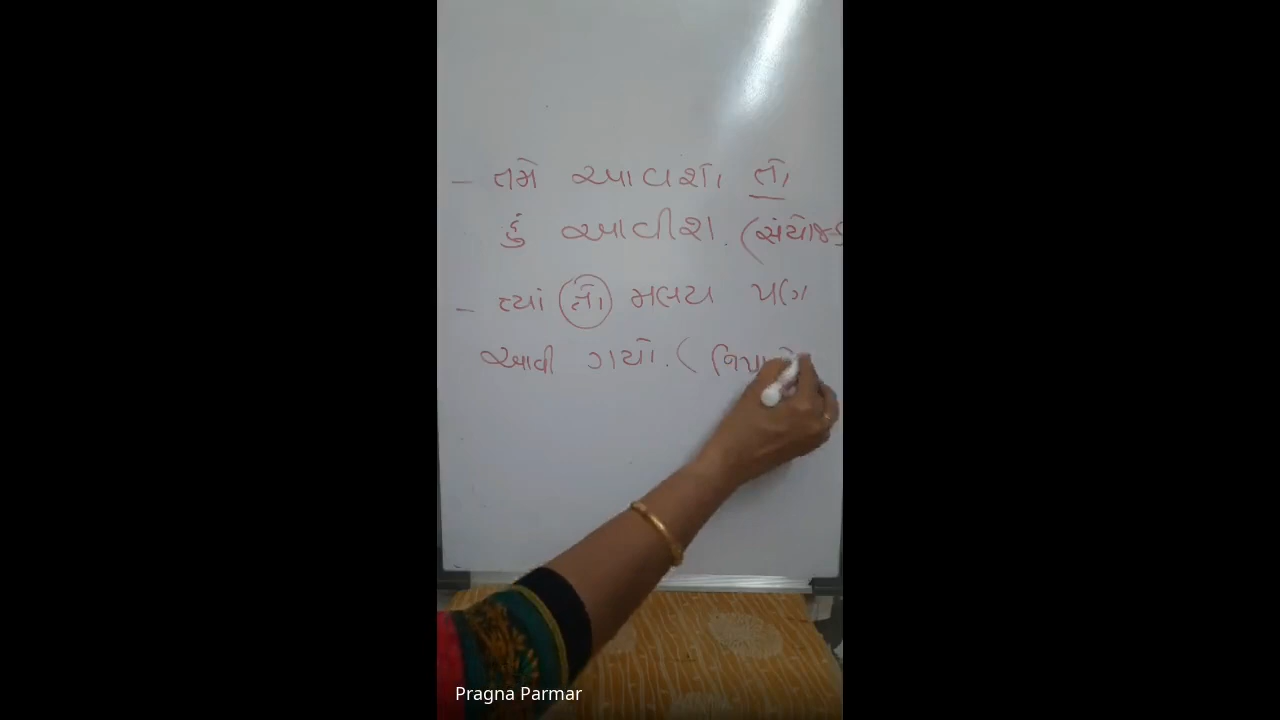 - તમે આવશો તો
હું આવીશ. (સંયોજક
- ત્યાં તો મલય પણ
આવી ગયો. (
Pragna Parmar